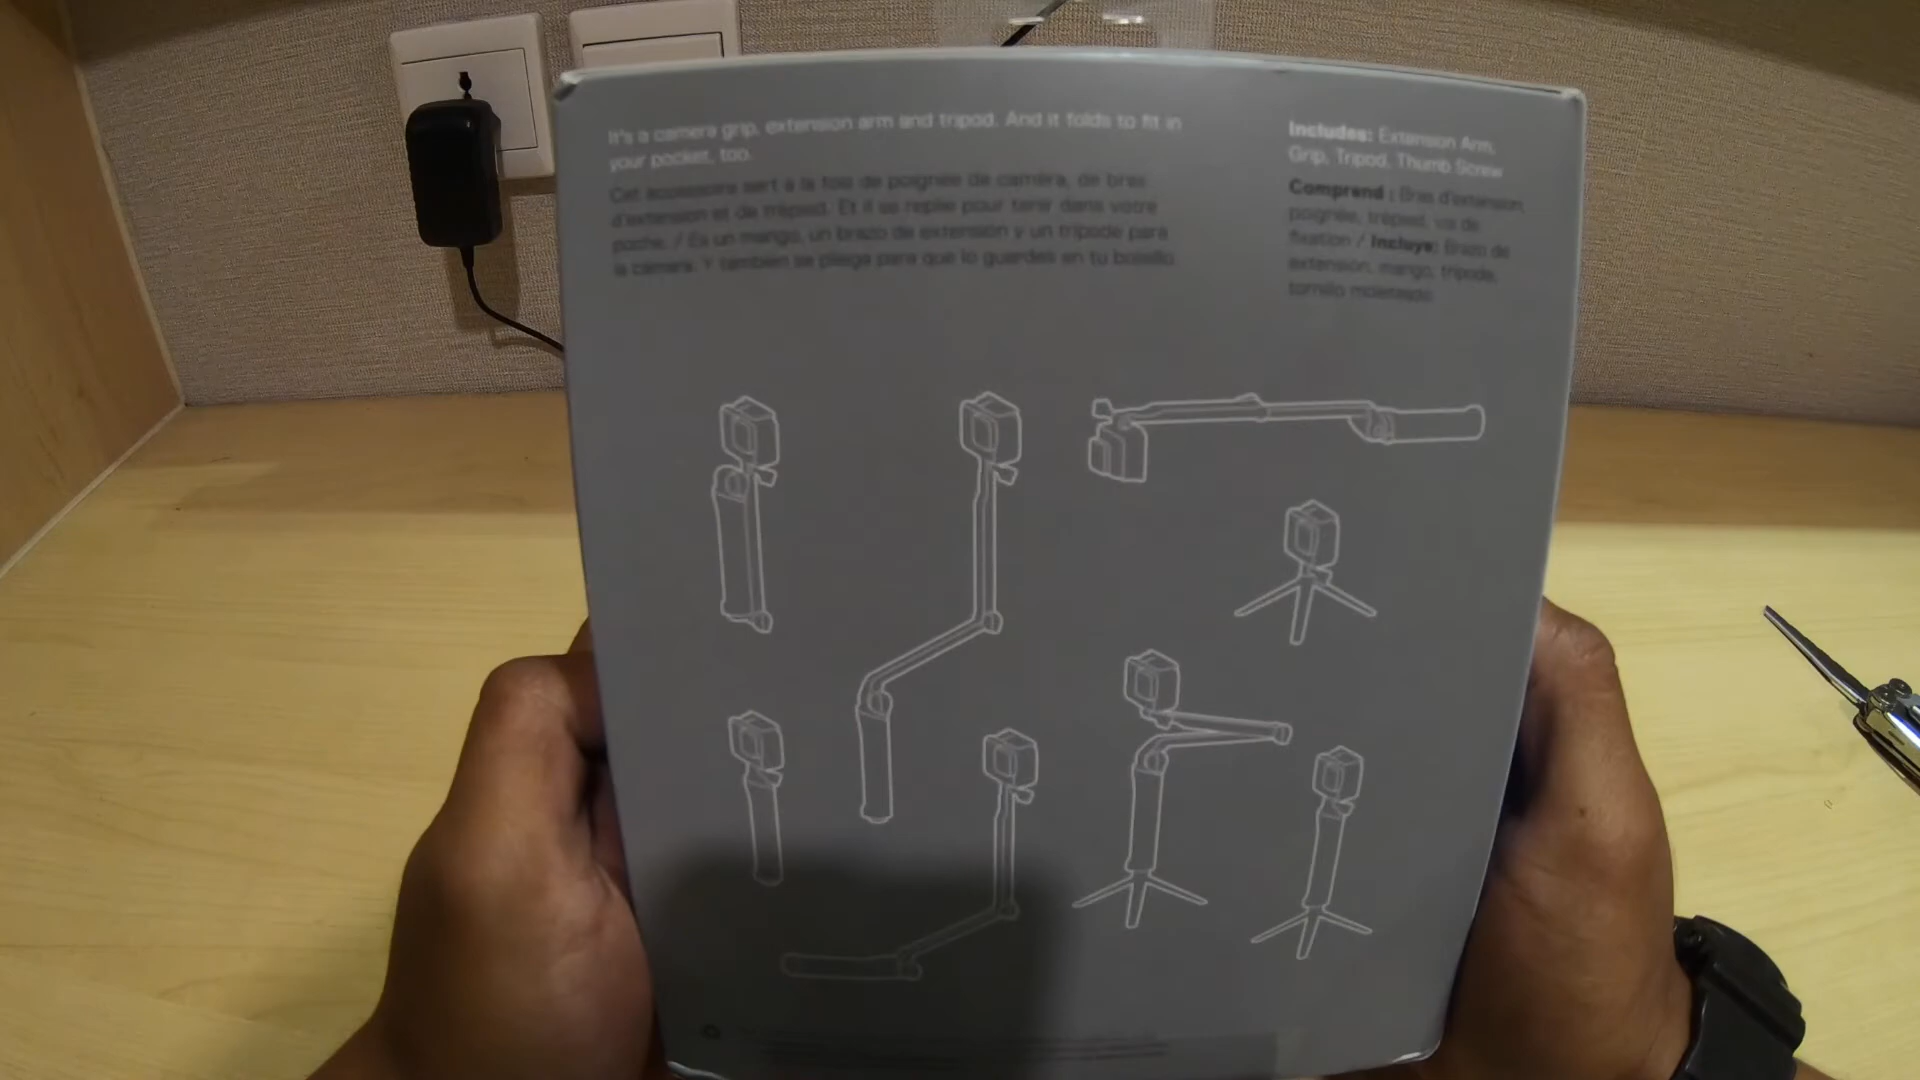 It's a camera grip, extension arm and tripod. And it folds to fit in
your pocket, too.
Cet accessoire sert à la fois de poignée de caméra, de bras
d'extension et de trépied. Et il se replie pour tenir dans votre
poche. / Es un mango, un brazo de extensión y un trípode para
la cámara. Y también se pliega para que lo guardes en tu bolsillo.
Includes: Extension Arm,
Grip, Tripod, Thumb Screw
Comprend : Bras d'extension,
poignée, trépied, vis de
fixation / Incluye: Brazo de
extensión, mango, trípode,
tornillo moleteado